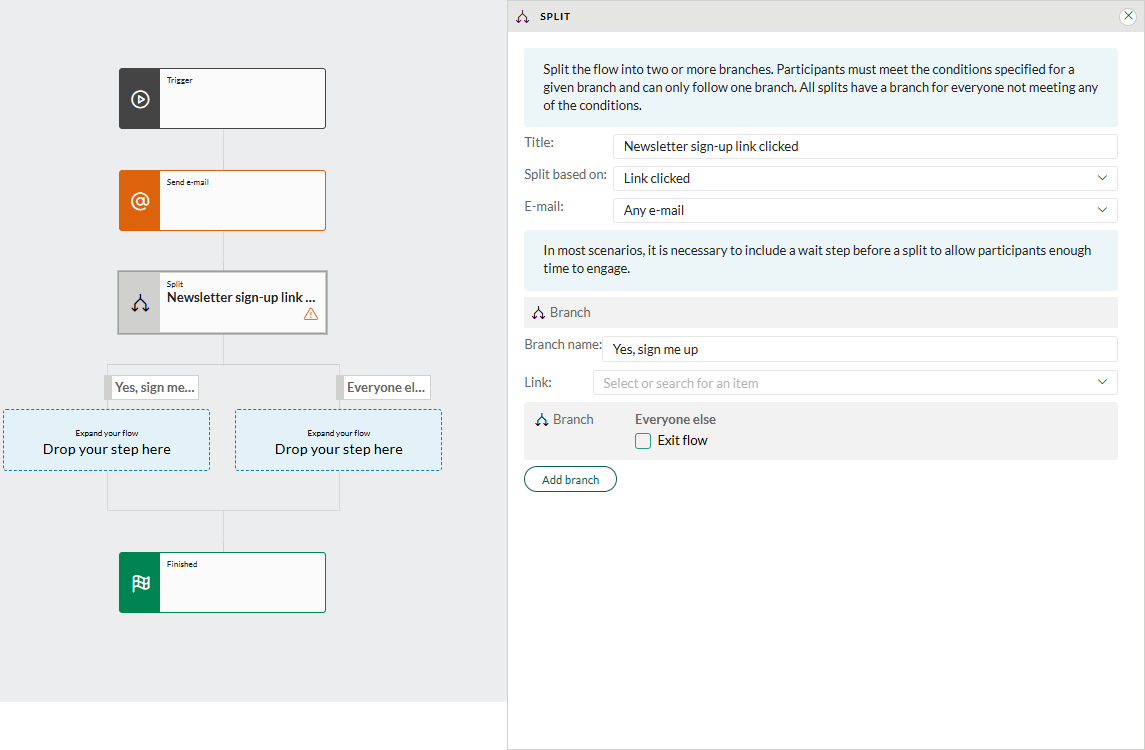 Trigger
Send e-mail
Split
Newsletter sign-up link ...
Yes, sign me...
Everyone el...
Expand your flow
Drop your step here
Expand your flow
Drop your step here
Finished
SPLIT
Split the flow into two or more branches. Participants must meet the conditions specified for a
given branch and can only follow one branch. All splits have a branch for everyone not meeting any
of the conditions.
Title:
Newsletter sign-up link clicked
Split based on:
Link clicked
E-mail:
Any e-mail
In most scenarios, it is necessary to include a wait step before a split to allow participants enough
time to engage.
Branch
Branch name:
Yes, sign me up
Link:
Select or search for an item
Branch
Everyone else
Exit flow
Add branch